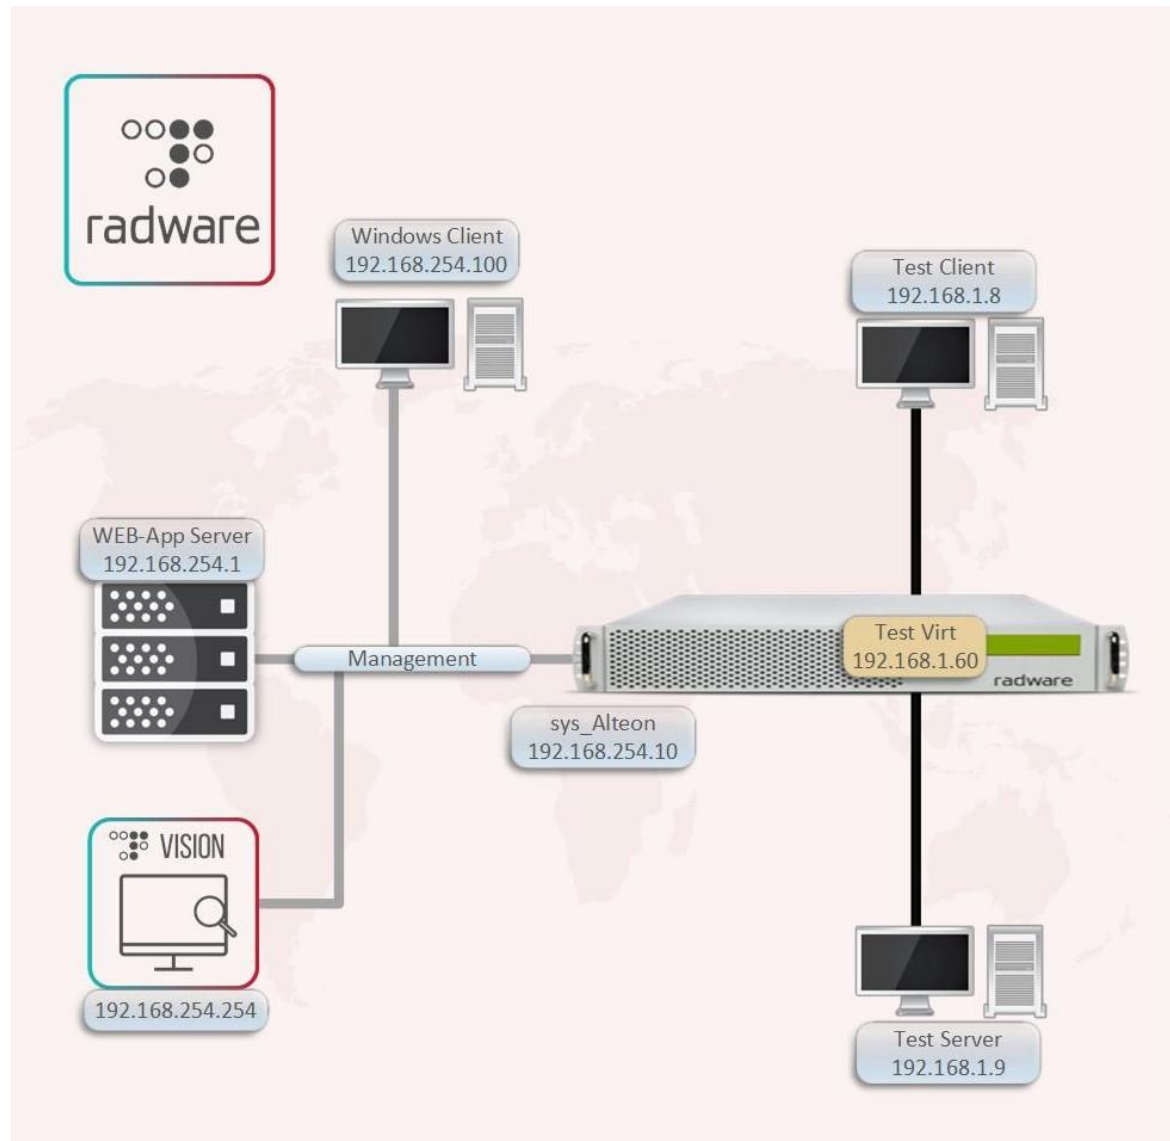 radware
Windows Client
192.168.254.100
Test Client
192.168.1.8
WEB-App Server
192.168.254.1
Management
Test Virt
192.168.1.60
radware
sys_Alteon
192.168.254.10
VISION
192.168.254.254
Test Server
192.168.1.9